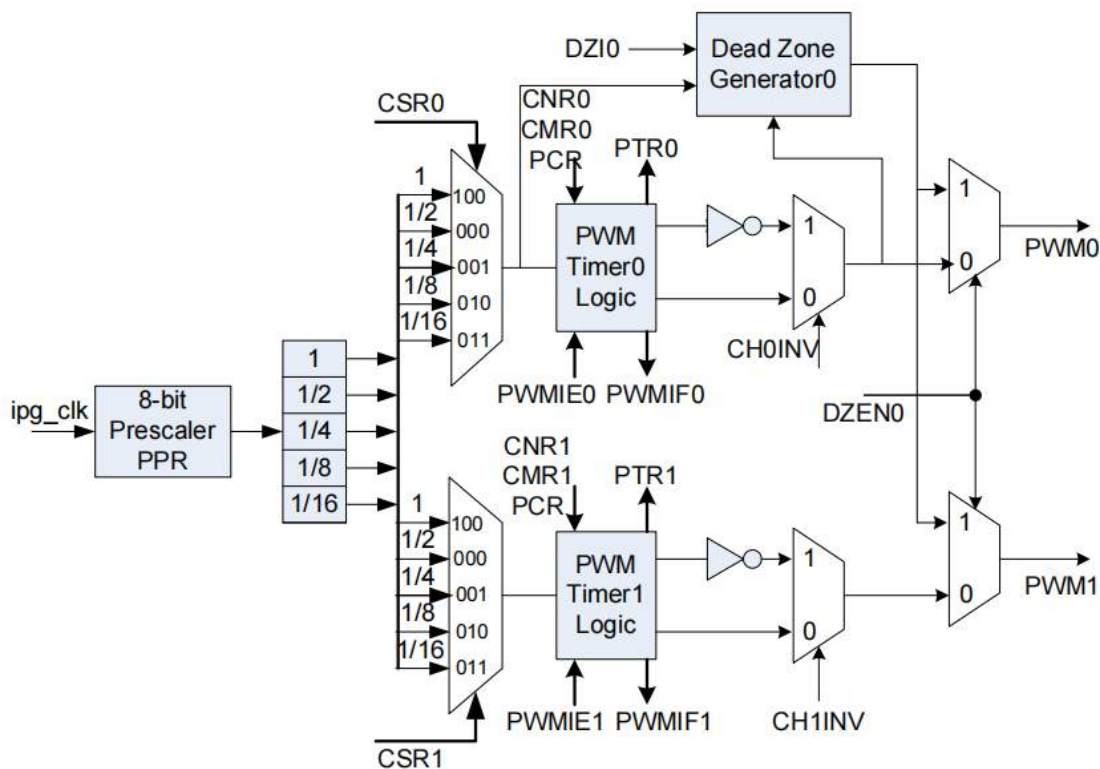 DZI0
Dead Zone
Generator0
CSR0
CNR0
CMR0
PCR
PTR0
1
100
1/2
000
1/4
001
1/8
010
1/16
011
PWM
Timer0
Logic
1
0
1
0
PWM0
CH0INV
PWMIE0
PWMIF0
DZEN0
ipg_clk
8-bit
Prescaler
PPR
1
1/2
1/4
1/8
1/16
CNR1
CMR1
PCR
PTR1
1
100
1/2
000
1/4
001
1/8
010
1/16
011
PWM
Timer1
Logic
1
0
1
0
PWM1
PWMIE1
PWMIF1
CH1INV
CSR1